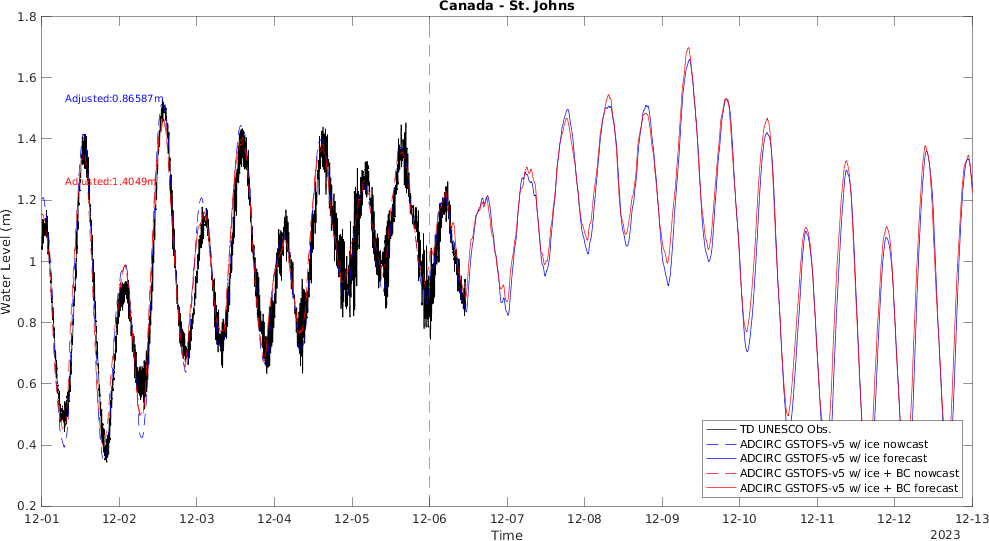 Canada - St. Johns
1.8
1.6
1.4
1.2
1
0.8
0.6
0.4
0.2
Water Level (m)
Adjusted:0.86587m
Adjusted:1.4049m
TD UNESCO Obs.
ADCIRC GSTOFS-v5 w/ ice nowcast
ADCIRC GSTOFS-v5 w/ ice forecast
ADCIRC GSTOFS-v5 w/ ice + BC nowcast
ADCIRC GSTOFS-v5 w/ ice + BC forecast
12-01 12-02 12-03 12-04 12-05 12-06 12-07 12-08 12-09 12-10 12-11 12-12 12-13
Time
2023